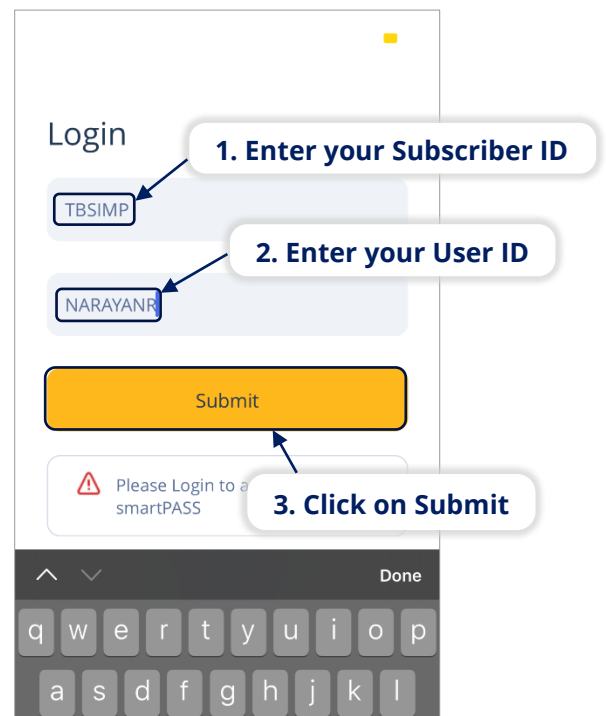 Login
1. Enter your Subscriber ID
TBSIMP
2. Enter your User ID
NARAYANR
Submit
Please Login to a
smartPASS
3. Click on Submit
Done
q w e r t y u i o p
a s d f g h j k l